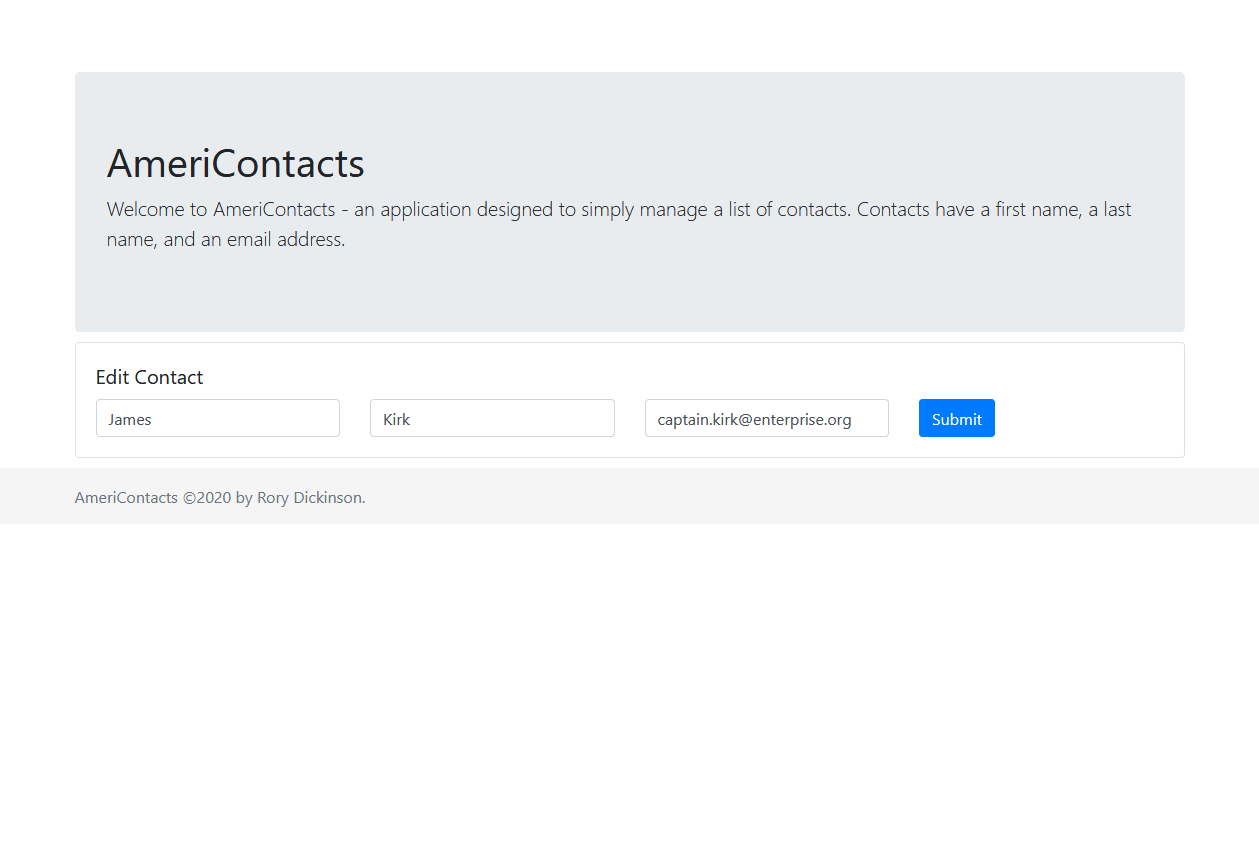 AmeriContacts
Welcome to AmeriContacts - an application designed to simply manage a list of contacts. Contacts have a first name, a last
name, and an email address.
Edit Contact
James
Kirk
captain.kirk@enterprise.org
Submit
AmeriContacts ©2020 by Rory Dickinson.